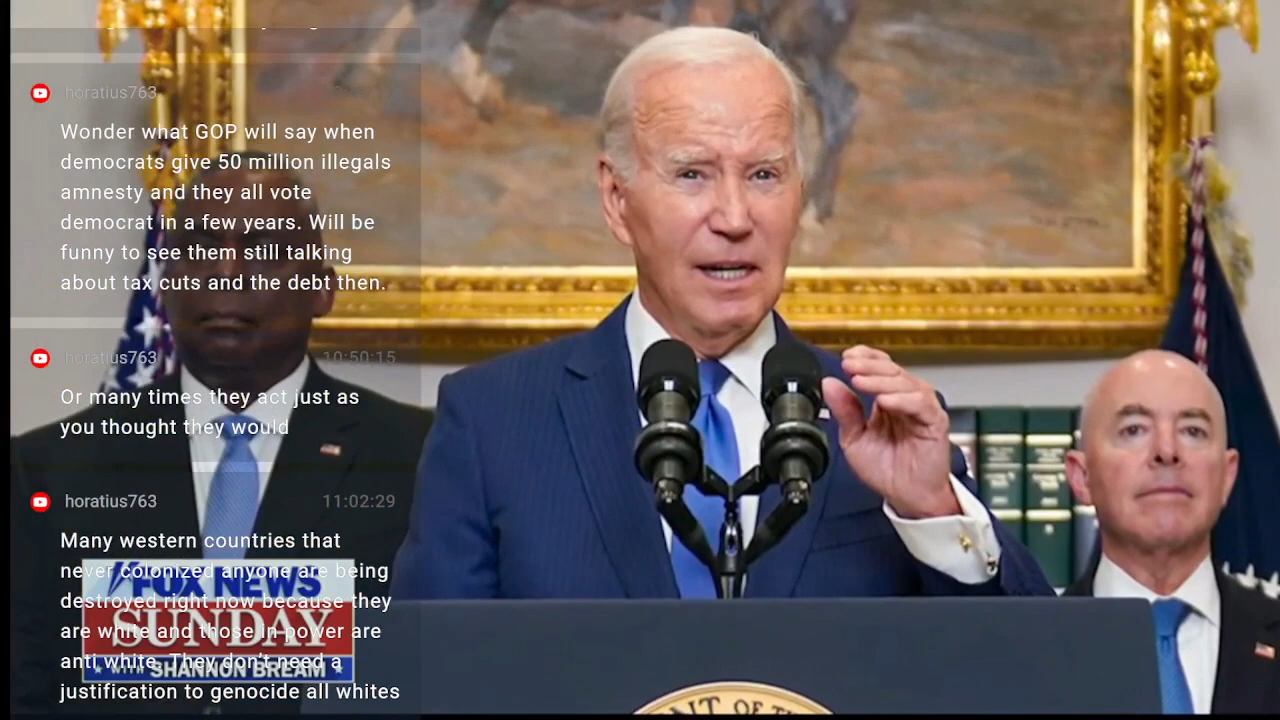 horatius763
Wonder what GOP will say when
democrats give 50 million illegals
amnesty and they all vote
democrat in a few years. Will be
funny to see them still talking
about tax cuts and the debt then.
horatius763 10:50:15
Or many times they act just as
you thought they would
horatius763 11:02:29
Many western countries that
never colonized anyone are being
destroyed right now because they
are white and those in power are
anti white. They don't need a
justification to genocide all whites
FOX NEWS
SUNDAY
WITH SHANNON BREAM
NT OF THE